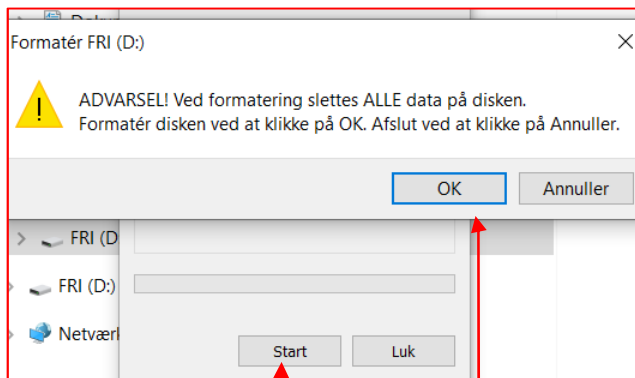 Formatér FRI (D:)
ADVARSEL! Ved formatering slettes ALLE data på disken.
Formatér disken ved at klikke på OK. Afslut ved at klikke på Annuller.
OK Annuller
FRI (D
FRI (D:)
Netværk
Start Luk